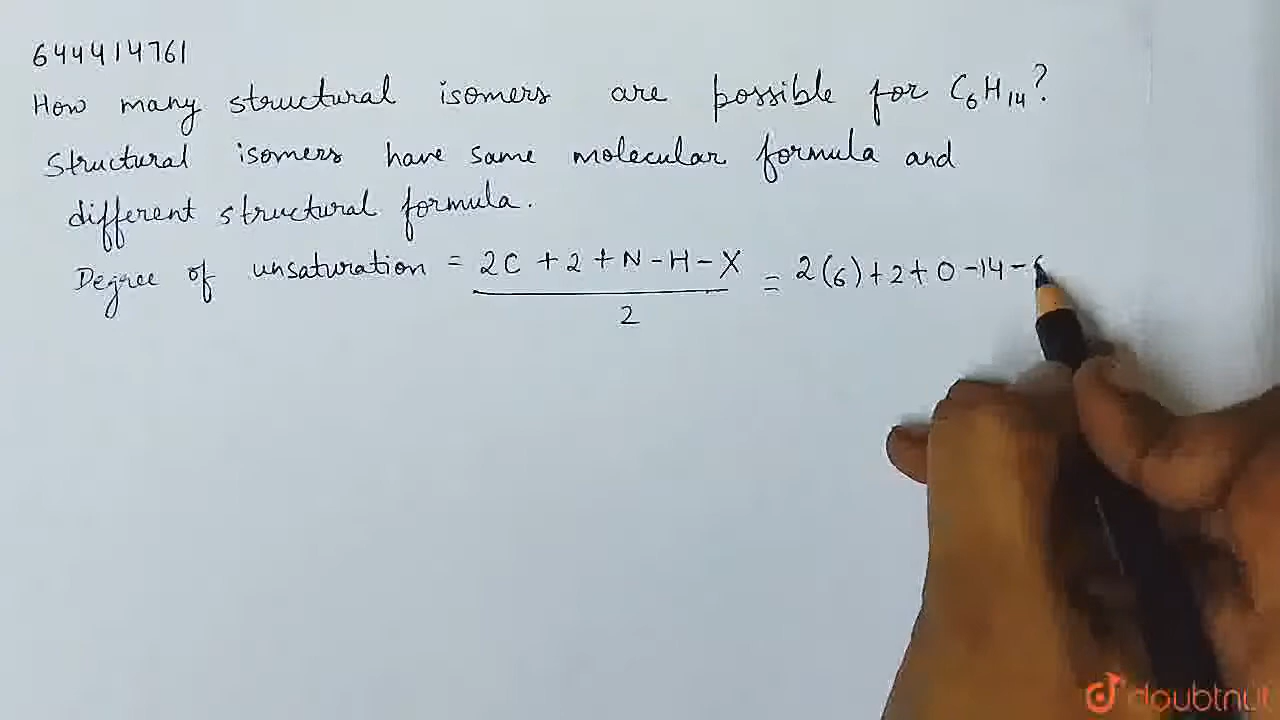 644414761
How many structural isomers are possible for C₆H₁₄?
Structural isomers have same molecular formula and
different structural formula.
Degree of unsaturation = 2C + 2 + N - H - X / 2 = 2(6) + 2 + 0 - 14 -
doubtnut